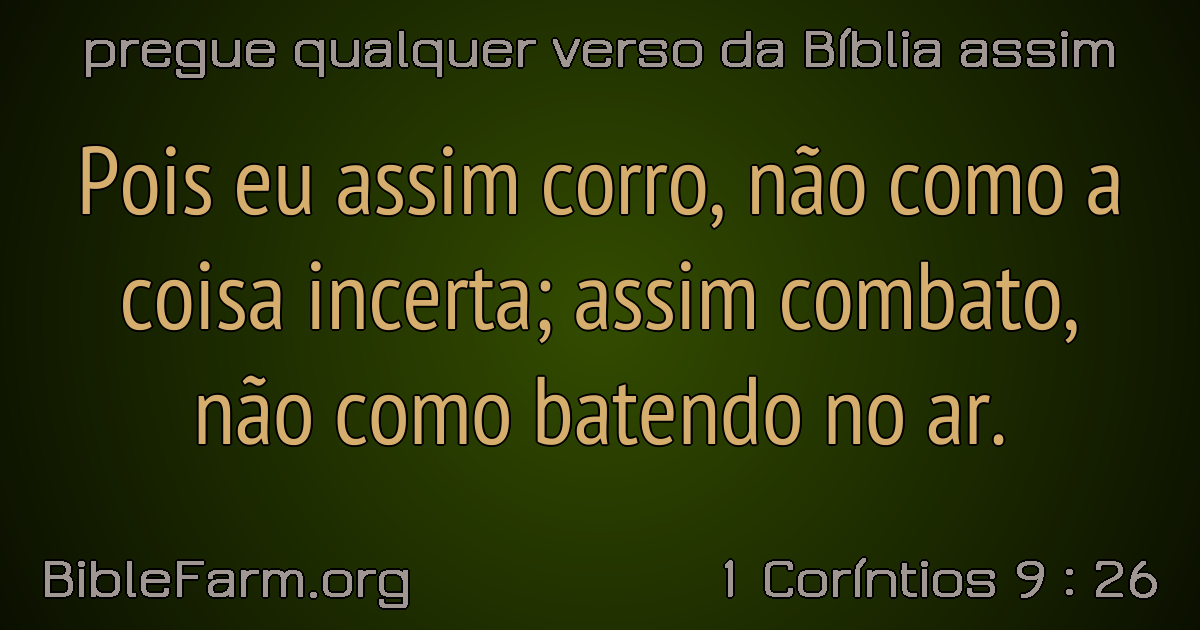 pregue qualquer verso da Bíblia assim
Pois eu assim corro, não como a
coisa incerta; assim combato,
não como batendo no ar.
BibleFarm.org
1 Coríntios 9 : 26